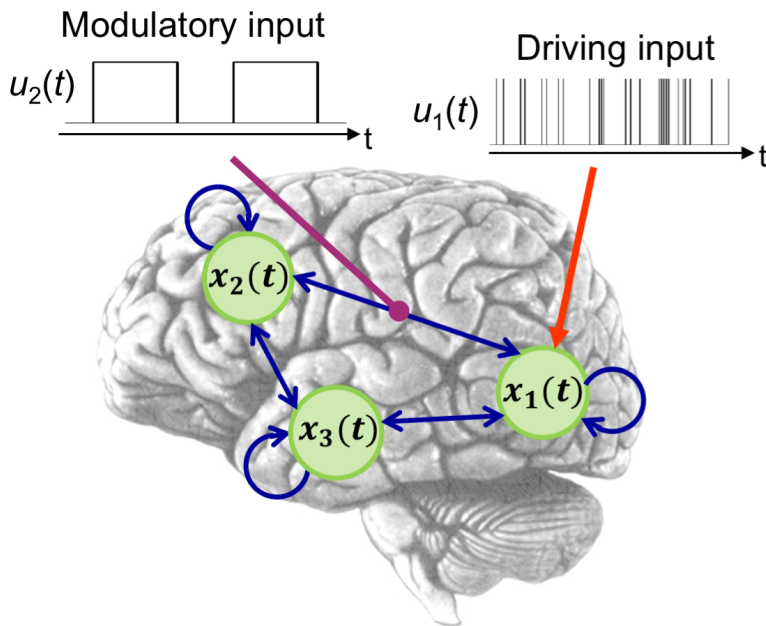 Modulatory input
u₂(t)
t
Driving input
u₁(t)
t
x₂(t)
x₁(t)
x₃(t)